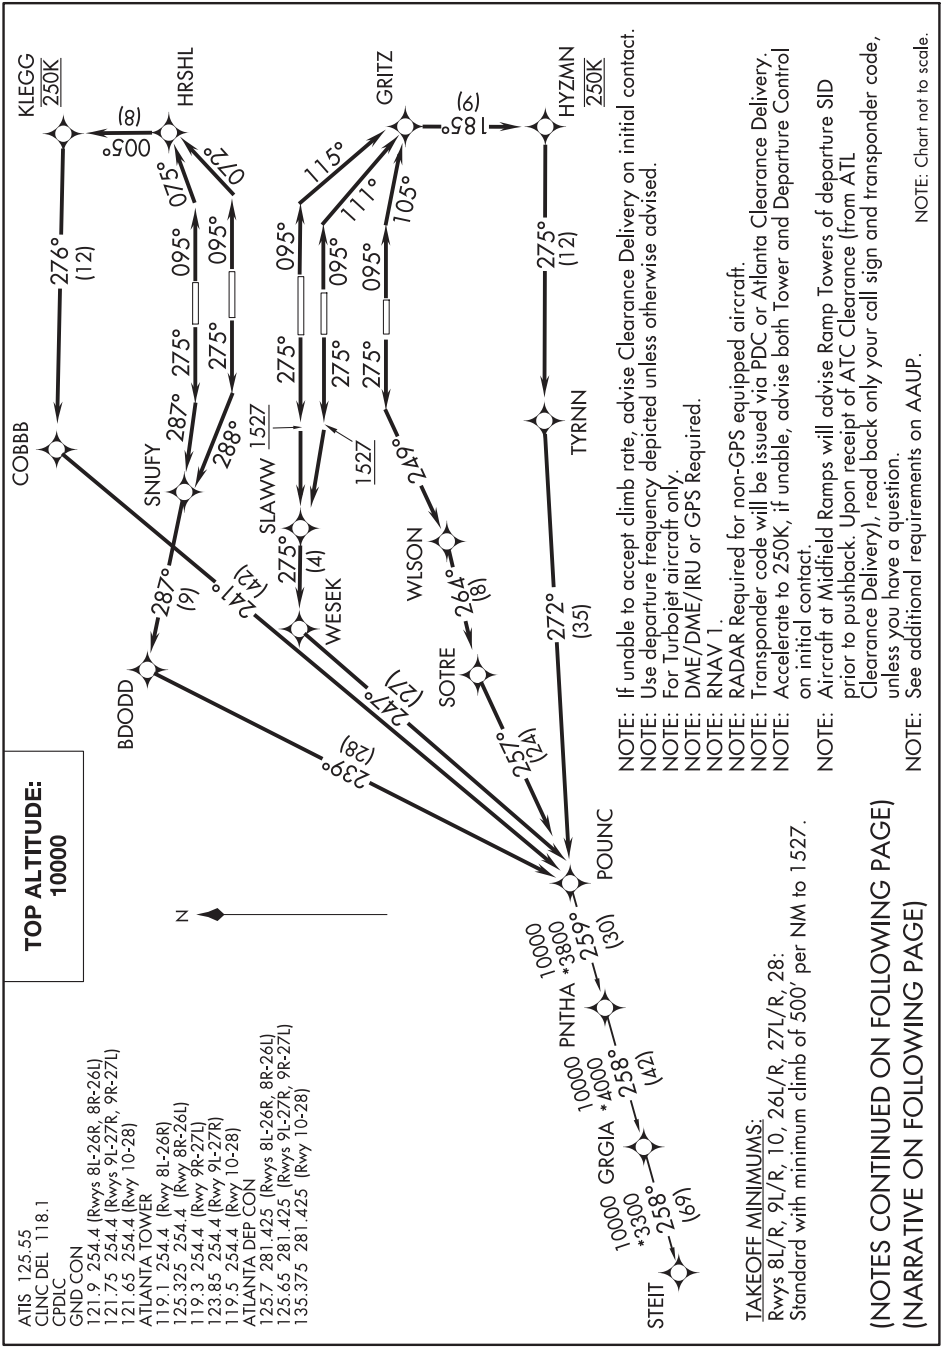 ATIS 125.55
CLNC DEL 118.1
CPDLC
GND CON
121.9 254.4 (Rwys 8L-26R, 8R-26L)
121.75 254.4 (Rwys 9L-27R, 9R-27L)
121.65 254.4 (Rwy 10-28)
ATLANTA TOWER
119.1 254.4 (Rwy 8L-26R)
125.325 254.4 (Rwy 8R-26L)
119.3 254.4 (Rwy 9R-27L)
123.85 254.4 (Rwy 9L-27R)
119.5 254.4 (Rwy 10-28)
ATLANTA DEP CON
125.7 281.425 (Rwys 8L-26R, 8R-26L)
125.65 281.425 (Rwys 9L-27R, 9R-27L)
135.375 281.425 (Rwy 10-28)
TOP ALTITUDE:
10000
N
COBBB
276°
(12)
KLEGG
250K
005°
(8)
HRSHL
075°
072°
095°
095°
275°
275°
287°
288°
SNUFY
287°
(9)
BDODD
241°
(42)
239°
(28)
SLAWW
1527
1527
275°
275°
095°
095°
115°
111°
275°
(4)
WESEK
247°
(27)
275°
095°
105°
GRITZ
185°
(9)
HYZMN
250K
249°
WLSON
264°
(8)
SOTRE
257°
(24)
275°
(12)
TYRNN
272°
(35)
POUNC
10000
*3800
259°
(30)
PNTHA
10000
*4000
258°
(42)
GRGIA
10000
*3300
258°
(69)
STEIT
NOTE: If unable to accept climb rate, advise Clearance Delivery on initial contact.
NOTE: Use departure frequency depicted unless otherwise advised.
NOTE: For Turbojet aircraft only.
NOTE: DME/DME/IRU or GPS Required.
NOTE: RNAV 1.
NOTE: RADAR Required for non-GPS equipped aircraft.
NOTE: Transponder code will be issued via PDC or Atlanta Clearance Delivery.
NOTE: Accelerate to 250K, if unable, advise both Tower and Departure Control
on initial contact.
NOTE: Aircraft at Midfield Ramps will advise Ramp Towers of departure SID
prior to pushback. Upon receipt of ATC Clearance (from ATL
Clearance Delivery), read back only your call sign and transponder code,
unless you have a question.
NOTE: See additional requirements on AAUP.
NOTE: Chart not to scale.
TAKEOFF MINIMUMS:
Rwys 8L/R, 9L/R, 10, 26L/R, 27L/R, 28:
Standard with minimum climb of 500' per NM to 1527.
(NOTES CONTINUED ON FOLLOWING PAGE)
(NARRATIVE ON FOLLOWING PAGE)